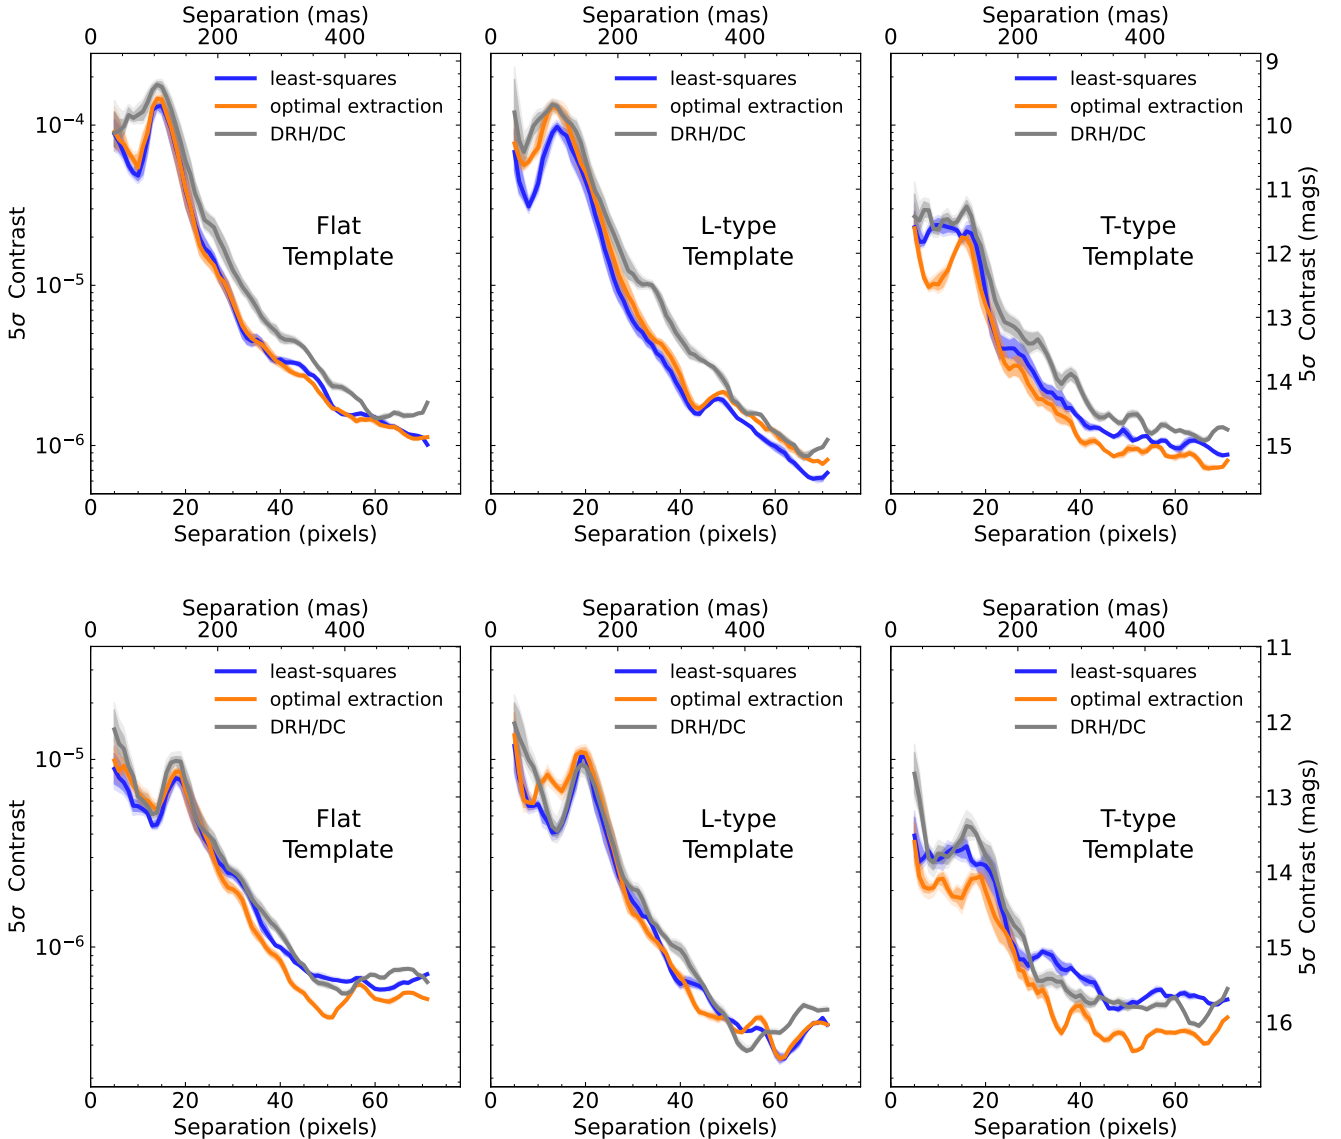 Separation (mas)
Separation (mas)
Separation (mas)
0 200 400
0 200 400
0 200 400
least-squares
optimal extraction
DRH/DC
least-squares
optimal extraction
DRH/DC
least-squares
optimal extraction
DRH/DC
Flat
Template
L-type
Template
T-type
Template
5σ Contrast
10⁻⁴
10⁻⁵
10⁻⁶
9
10
11
12
13
14
15
5σ Contrast (mags)
0 20 40 60
0 20 40 60
0 20 40 60
Separation (pixels)
Separation (pixels)
Separation (pixels)
Separation (mas)
Separation (mas)
Separation (mas)
0 200 400
0 200 400
0 200 400
least-squares
optimal extraction
DRH/DC
least-squares
optimal extraction
DRH/DC
least-squares
optimal extraction
DRH/DC
Flat
Template
L-type
Template
T-type
Template
5σ Contrast
10⁻⁵
10⁻⁶
11
12
13
14
15
16
5σ Contrast (mags)
0 20 40 60
0 20 40 60
0 20 40 60
Separation (pixels)
Separation (pixels)
Separation (pixels)